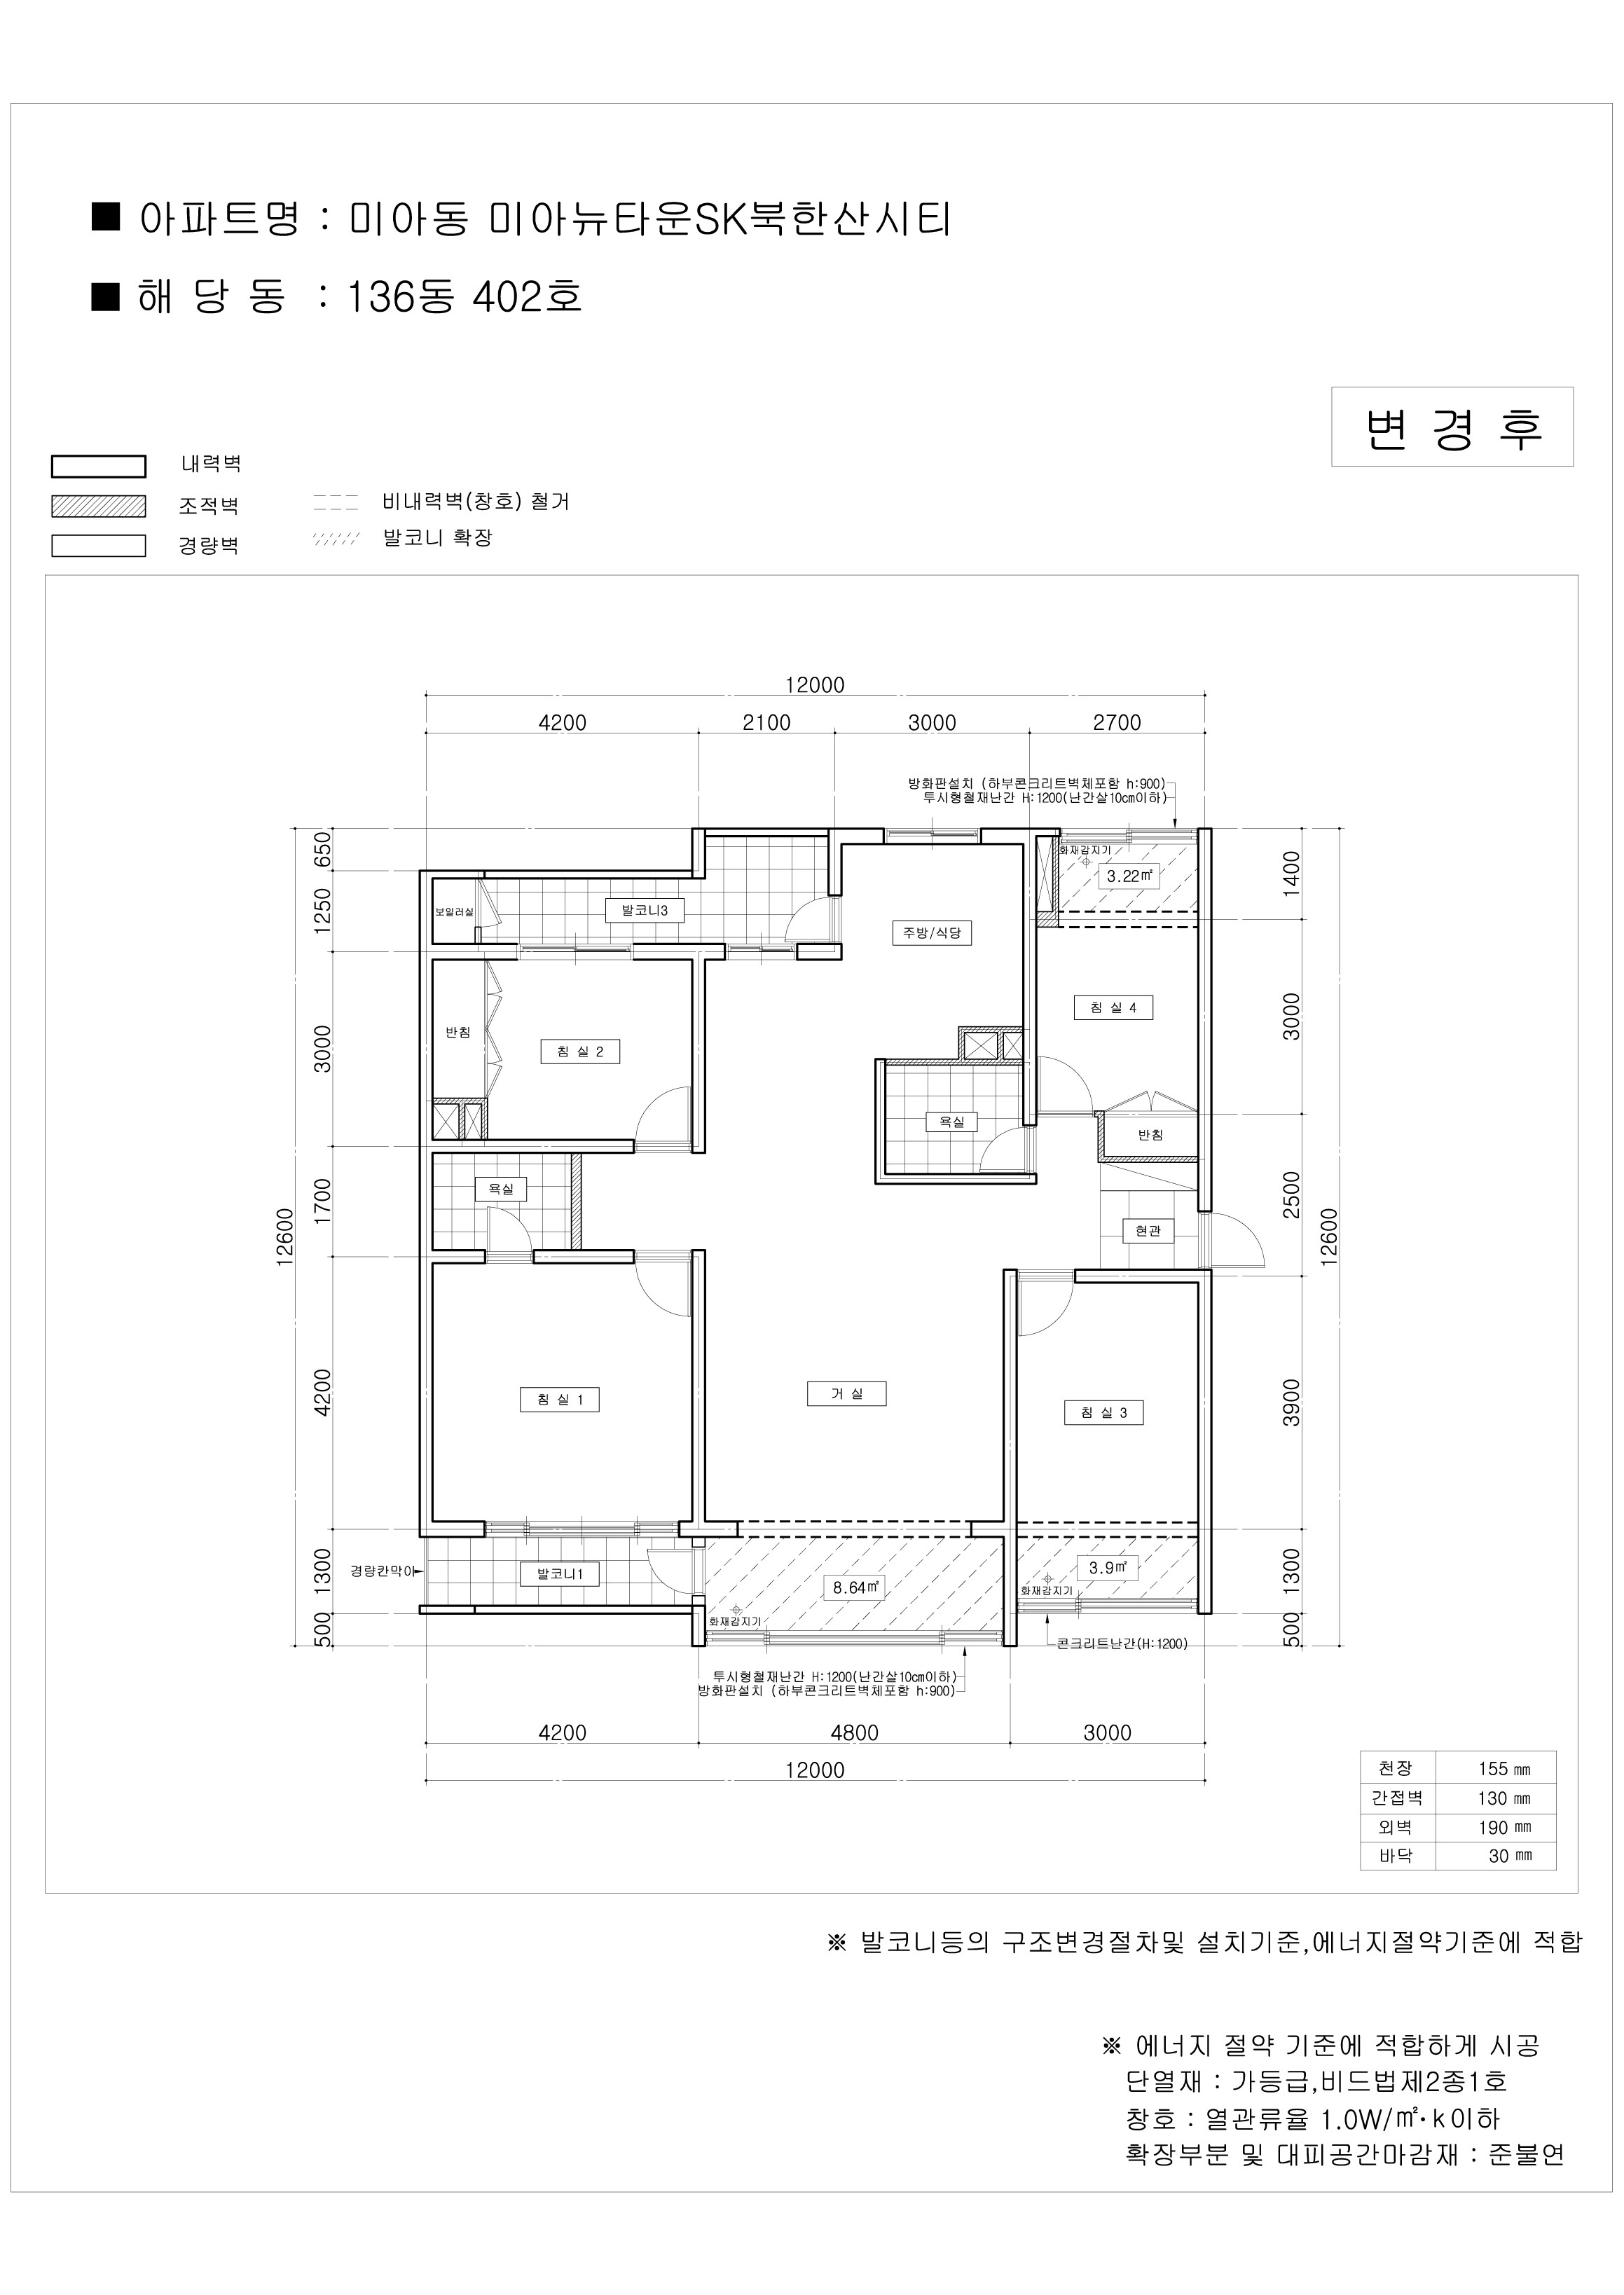 ■ 아파트명 : 미아동 미아뉴타운SK북한산시티
■ 해 당 동 : 136동 402호
변 경 후
내력벽
조적벽
경량벽
비내력벽(창호) 철거
발코니 확장
12000
4200 2100 3000 2700
방화판설치 (하부콘크리트벽체포함 h:900)
투시형철재난간 H:1200(난간살10cm이하)
650
1250
3000
1700
4200
1300
500
12600
1400
3000
2500
3900
1300
500
12600
화재감지기
3.22㎡
보일러실
발코니3
주방/식당
침 실 4
반침
침 실 2
욕실
반침
욕실
현관
침 실 1
거 실
침 실 3
경량칸막이
발코니1
8.64㎡
3.9㎡
화재감지기
화재감지기
콘크리트난간(H:1200)
투시형철재난간 H:1200(난간살10cm이하)
방화판설치 (하부콘크리트벽체포함 h:900)
4200 4800 3000
12000
천장 155 ㎜
간접벽 130 ㎜
외벽 190 ㎜
바닥 30 ㎜
※ 발코니등의 구조변경절차및 설치기준,에너지절약기준에 적합
※ 에너지 절약 기준에 적합하게 시공
단열재 : 가등급,비드법제2종1호
창호 : 열관류율 1.0W/㎡·k이하
확장부분 및 대피공간마감재 : 준불연